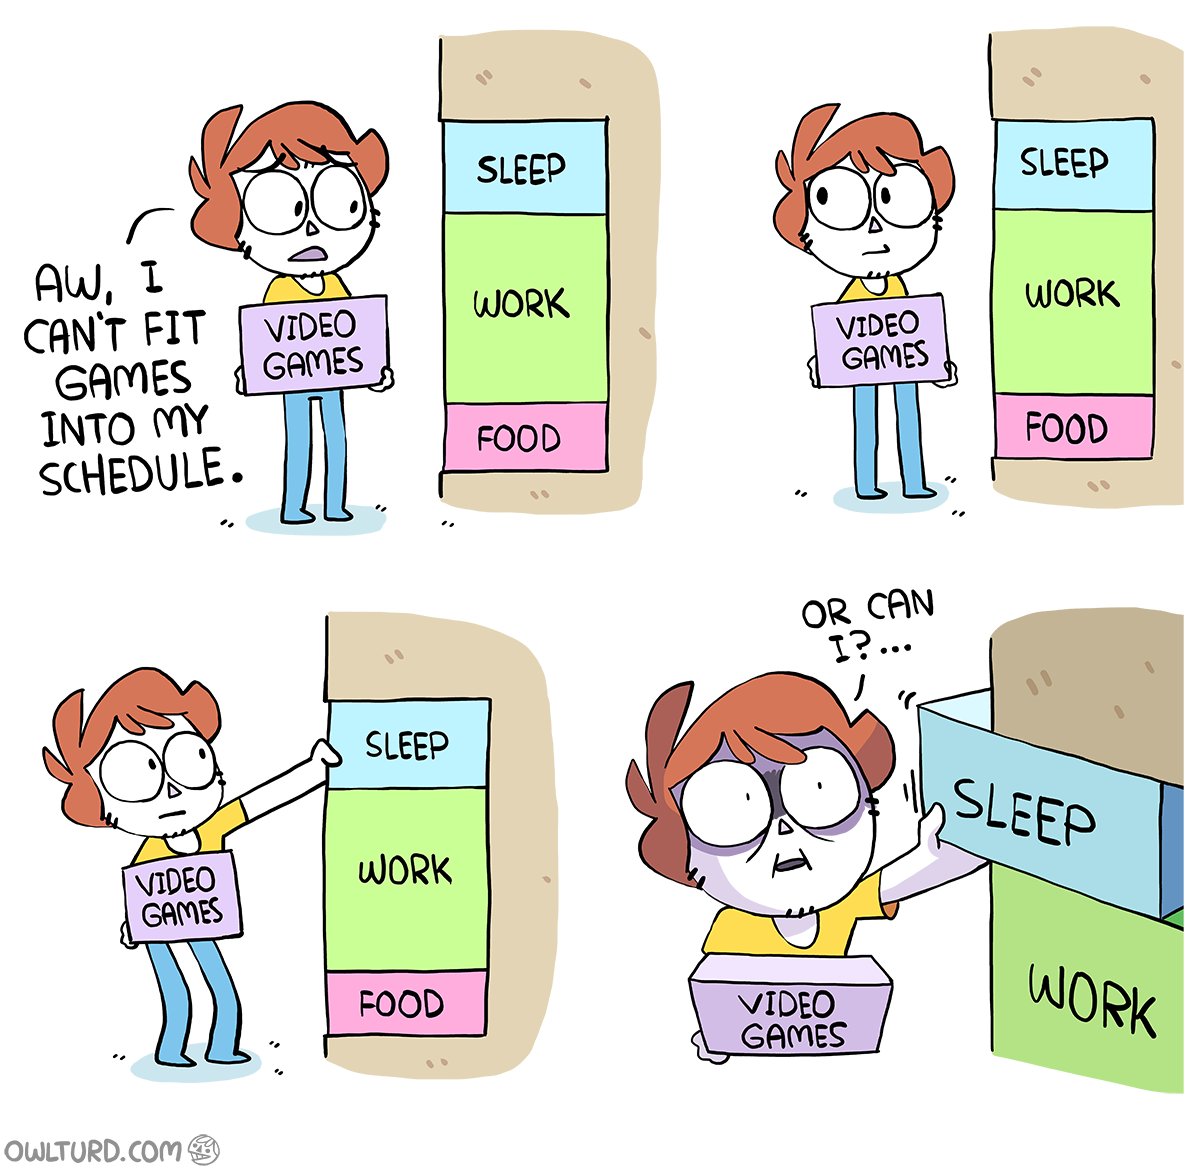 AW, I
CAN'T FIT
GAMES
INTO MY
SCHEDULE.
VIDEO
GAMES
SLEEP
WORK
FOOD
VIDEO
GAMES
SLEEP
WORK
FOOD
VIDEO
GAMES
SLEEP
WORK
FOOD
OR CAN
I?...
VIDEO
GAMES
SLEEP
WORK
OWLTURD.COM